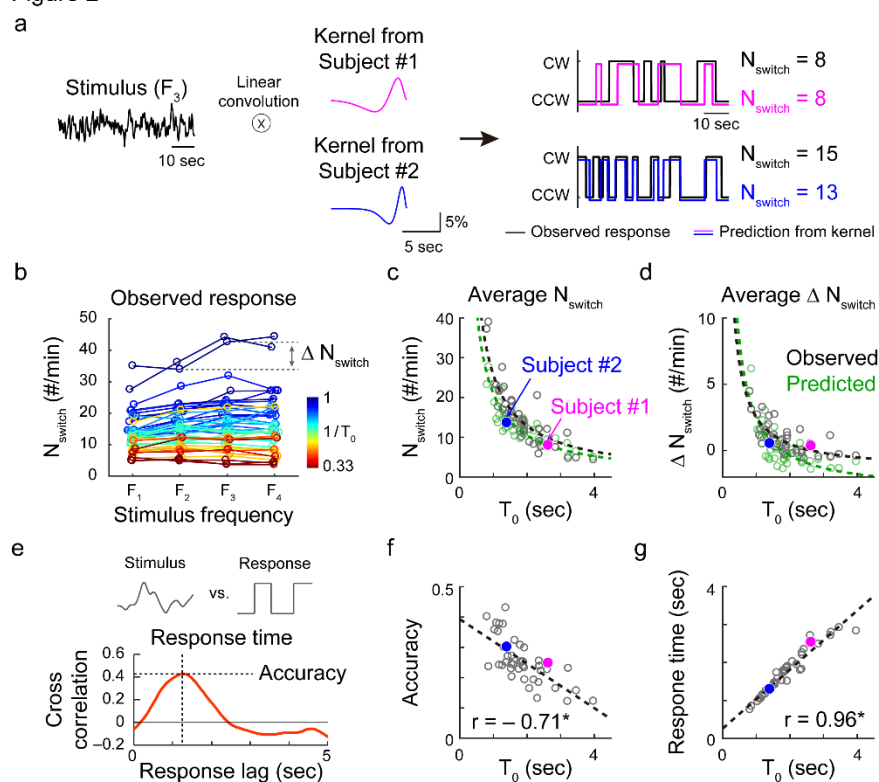 a
Stimulus (F3)
10 sec
Linear
convolution
X
Kernel from
Subject #1
Kernel from
Subject #2
5%
5 sec
CW
CCW
10 sec
Nswitch = 8
Nswitch = 8
CW
CCW
Nswitch = 15
Nswitch = 13
Observed response
Prediction from kernel
b
Observed response
Nswitch (#/min)
50
40
30
20
10
0
F1 F2 F3 F4
Stimulus frequency
Δ Nswitch
1
1/T0
0.33
c
Average Nswitch
Nswitch (#/min)
40
30
20
10
0
0 2 4
T0 (sec)
Subject #2
Subject #1
d
Average Δ Nswitch
Δ Nswitch (#/min)
10
5
0
0 2 4
T0 (sec)
Observed
Predicted
e
Stimulus
vs.
Response
Response time
Accuracy
Cross
correlation
0.4
0.2
0
−0.2
0 5
Response lag (sec)
f
Accuracy
0.5
0
0 2 4
T0 (sec)
r = − 0.71*
g
Respone time (sec)
4
2
0
0 2 4
T0 (sec)
r = 0.96*